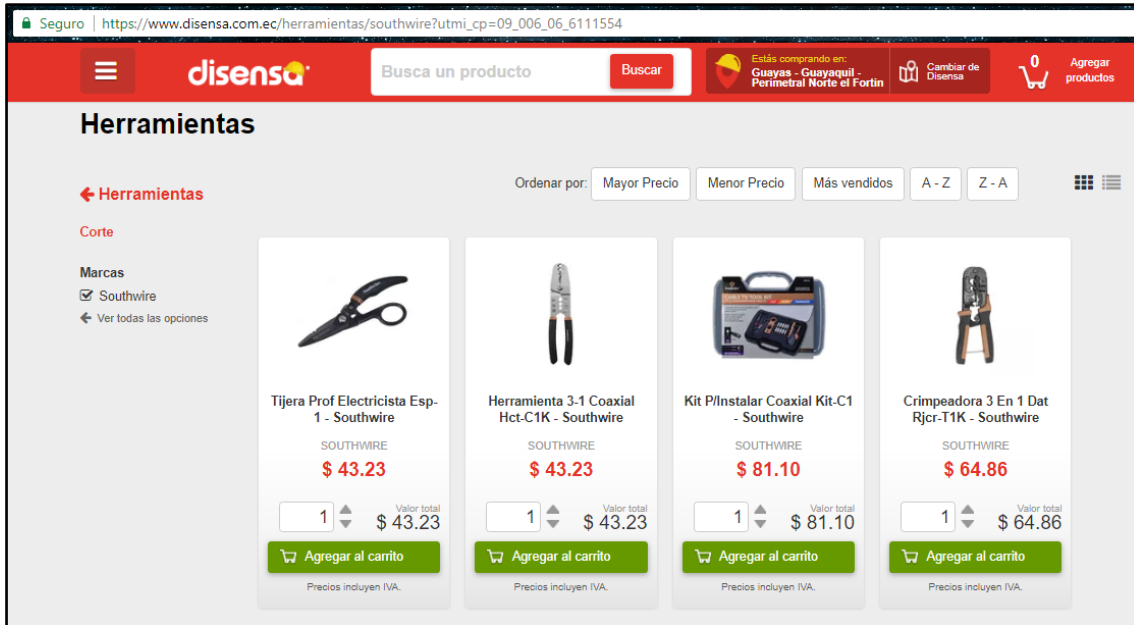 Seguro | https://www.disensa.com.ec/herramientas/southwire?utmi_cp=09_006_06_6111554
disensa
Busca un producto
Buscar
Estás comprando en:
Guayas - Guayaquil -
Perimetral Norte el Fortin
Cambiar de
Disensa
0
Agregar
productos
Herramientas
Herramientas
Corte
Marcas
Southwire
Ver todas las opciones
Ordenar por: Mayor Precio Menor Precio Más vendidos A - Z Z - A
Tijera Prof Electricista Esp-
1 - Southwire
SOUTHWIRE
$ 43.23
Valor total
1 $ 43.23
Agregar al carrito
Precios incluyen IVA.
Herramienta 3-1 Coaxial
Hct-C1K - Southwire
SOUTHWIRE
$ 43.23
Valor total
1 $ 43.23
Agregar al carrito
Precios incluyen IVA.
CABLE TV TOOL KIT
Kit P/Instalar Coaxial Kit-C1
- Southwire
SOUTHWIRE
$ 81.10
Valor total
1 $ 81.10
Agregar al carrito
Precios incluyen IVA.
Crimpeadora 3 En 1 Dat
Rjcr-T1K - Southwire
SOUTHWIRE
$ 64.86
Valor total
1 $ 64.86
Agregar al carrito
Precios incluyen IVA.